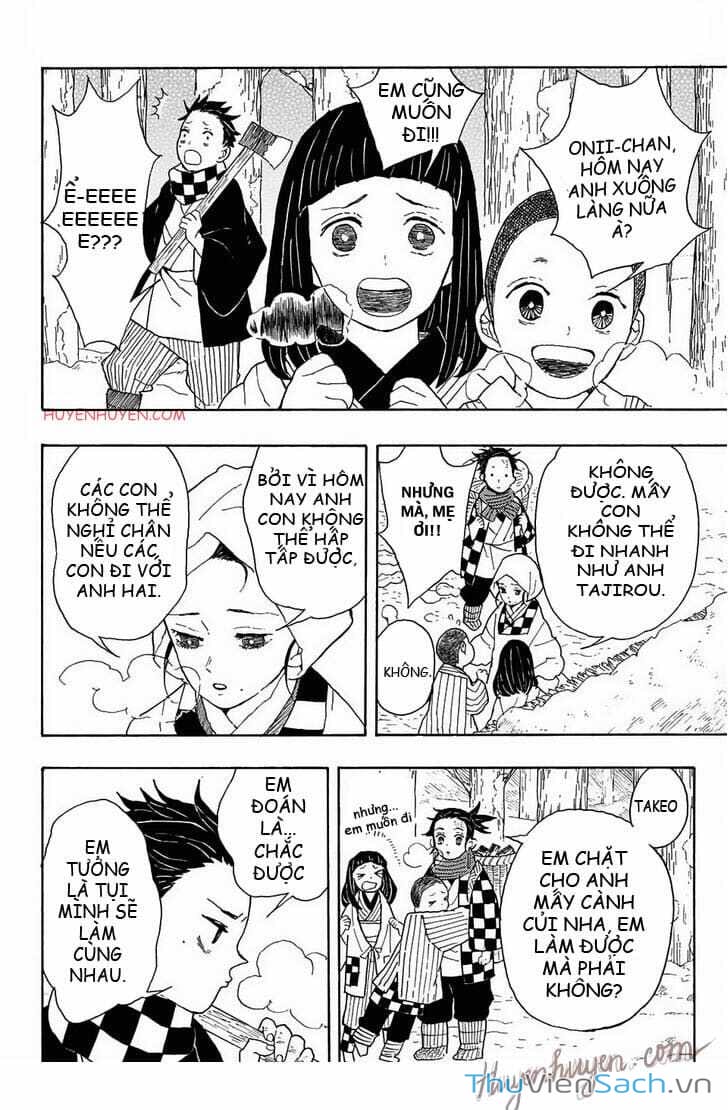 ONII-CHAN,
HÔM NAY
ANH XUỐNG
LÀNG NỮA
À?
EM CŨNG
MUỐN
ĐI!!!
Ể-EEEE
EEEEEE
E???
HUYENHUYEN.COM
KHÔNG
ĐƯỢC. MẤY
CON
KHÔNG THỂ
ĐI NHANH
NHƯ ANH
TAJIROU.
NHƯNG
MÀ, MẸ
ƠI!!
KHÔNG.
BỞI VÌ HÔM
NAY ANH
CON KHÔNG
THỂ HẤP
TẤP ĐƯỢC,
CÁC CON
KHÔNG THỂ
NGHỈ CHÂN
NẾU CÁC
CON ĐI VỚI
ANH HAI.
TAKEO
EM CHẶT
CHO ANH
MẤY CÀNH
CỦI NHA, EM
LÀM ĐƯỢC
MÀ PHẢI
KHÔNG?
nhưng...
em muốn đi
EM
ĐOÁN
LÀ...
CHẮC
ĐƯỢC
EM
TƯỞNG
LÀ TỤI
MÌNH SẼ
LÀM
CÙNG
NHAU.
Huyenhuyen.com
ThuVienSach.vn